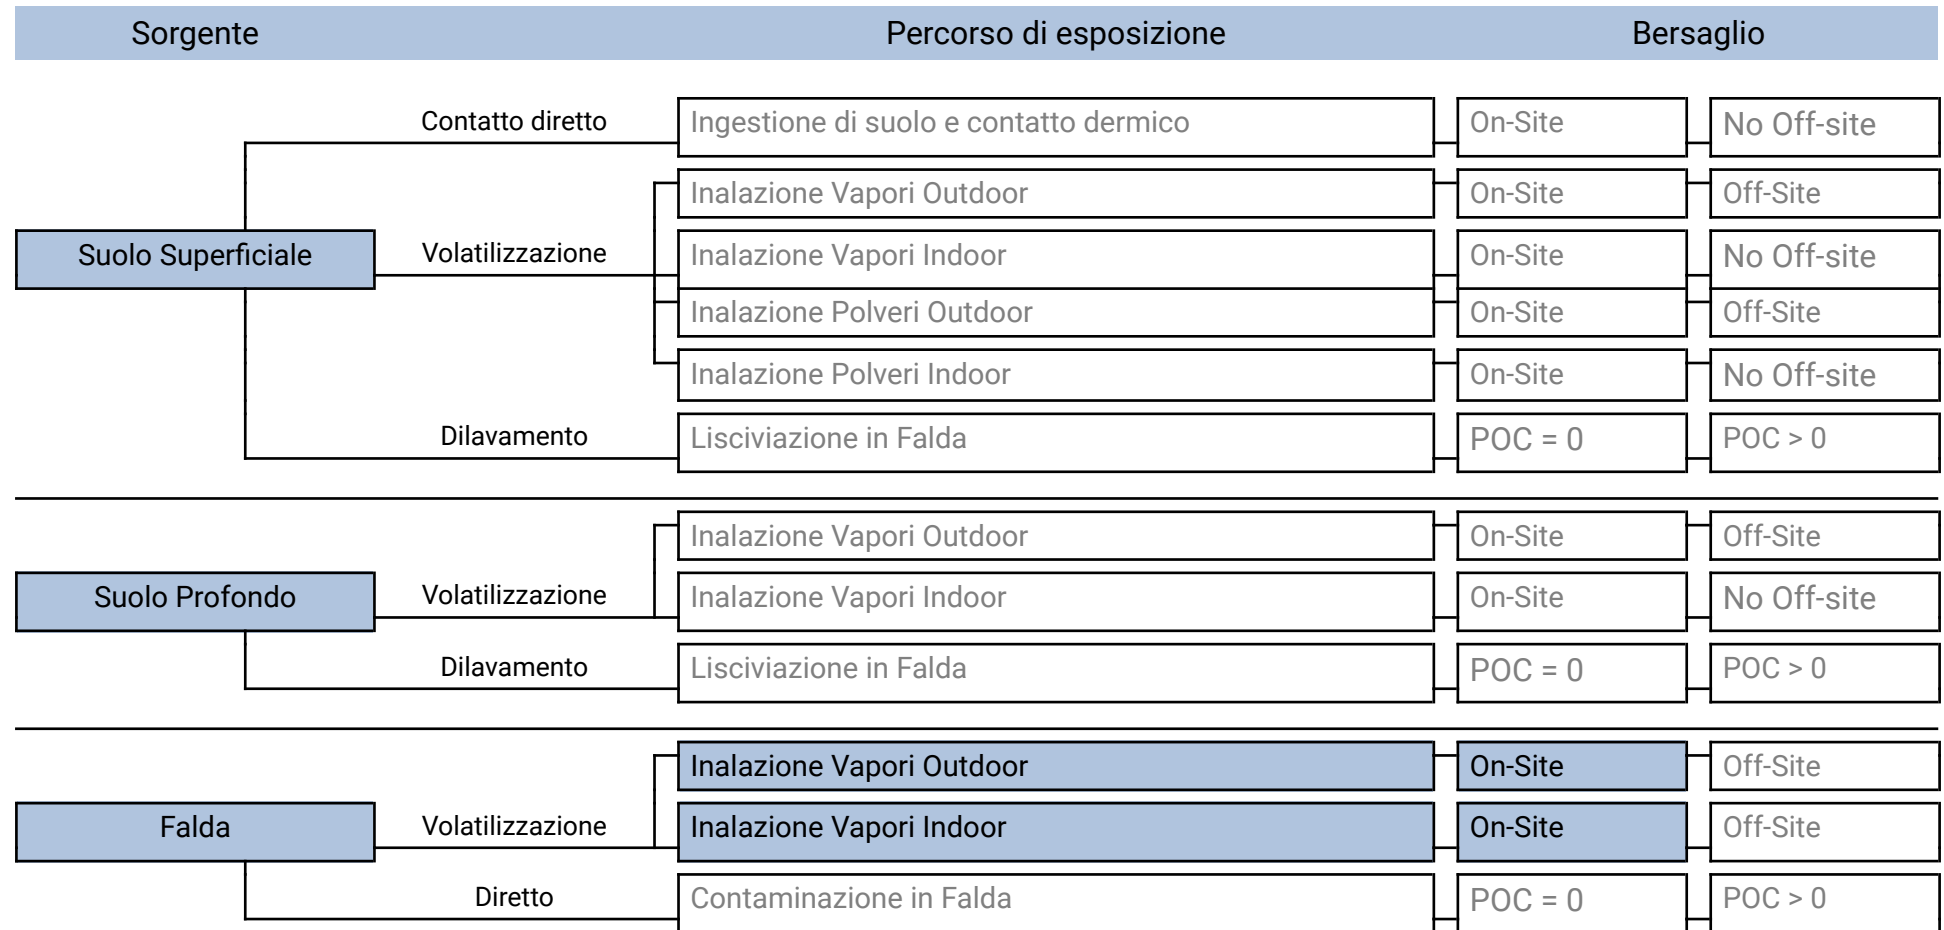 Sorgente Percorso di esposizione Bersaglio
Contatto diretto Ingestione di suolo e contatto dermico On-Site No Off-site
Inalazione Vapori Outdoor On-Site Off-Site
Suolo Superficiale Volatilizzazione Inalazione Vapori Indoor On-Site No Off-site
Inalazione Polveri Outdoor On-Site Off-Site
Inalazione Polveri Indoor On-Site No Off-site
Dilavamento Lisciviazione in Falda POC = 0 POC > 0
Inalazione Vapori Outdoor On-Site Off-Site
Suolo Profondo Volatilizzazione Inalazione Vapori Indoor On-Site No Off-site
Dilavamento Lisciviazione in Falda POC = 0 POC > 0
Inalazione Vapori Outdoor On-Site Off-Site
Falda Volatilizzazione Inalazione Vapori Indoor On-Site Off-Site
Diretto Contaminazione in Falda POC = 0 POC > 0